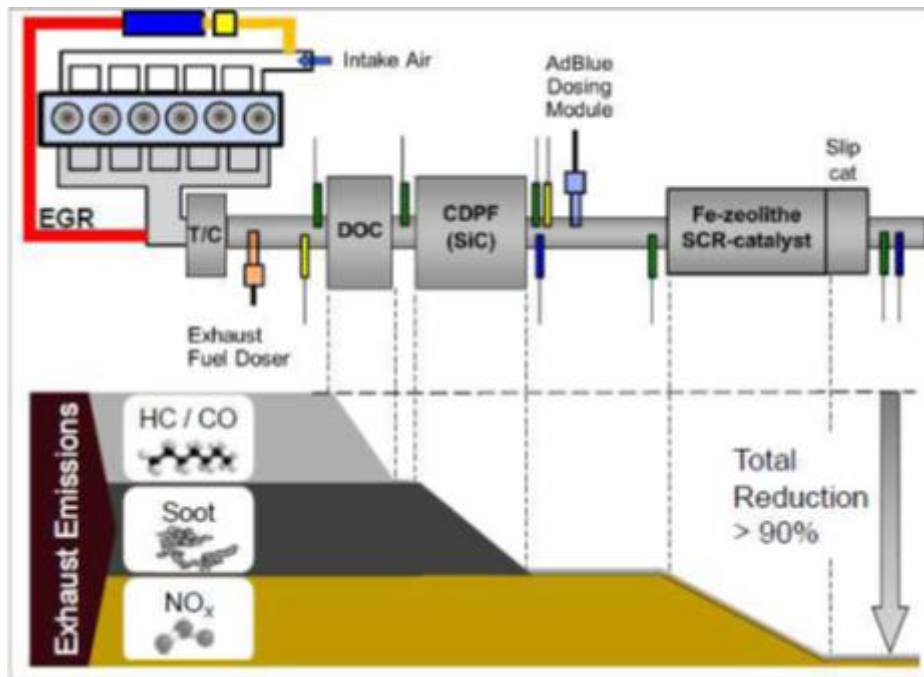 Intake Air
AdBlue
Dosing
Module
Slip
cat
EGR
T/C
DOC
CDPF
(SiC)
Fe-zeolithe
SCR-catalyst
Exhaust
Fuel Doser
Exhaust Emissions
HC / CO
Soot
NOx
Total
Reduction
> 90%